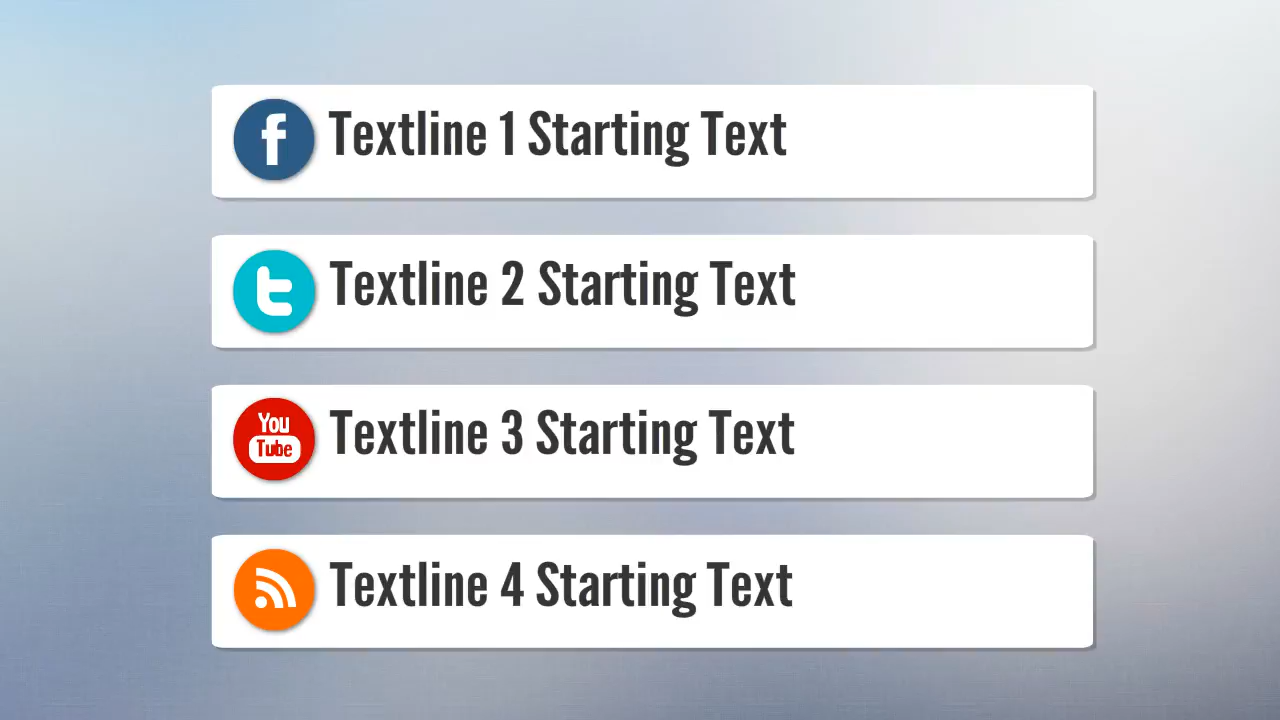 f Textline 1 Starting Text
t Textline 2 Starting Text
You
Tube
Textline 3 Starting Text
Textline 4 Starting Text